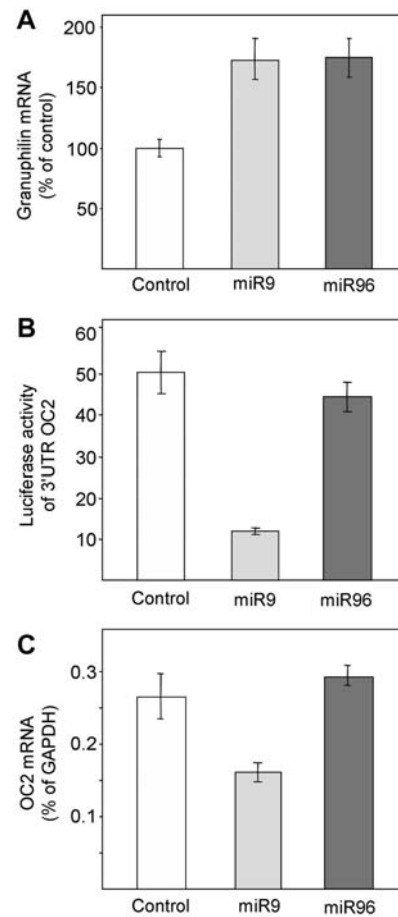 A
Granuphilin mRNA
(% of control)
200
150
100
50
Control miR9 miR96
B
Luciferase activity
of 3'UTR OC2
60
50
40
30
20
10
Control miR9 miR96
C
OC2 mRNA
(% of GAPDH)
0.3
0.2
0.1
Control miR9 miR96